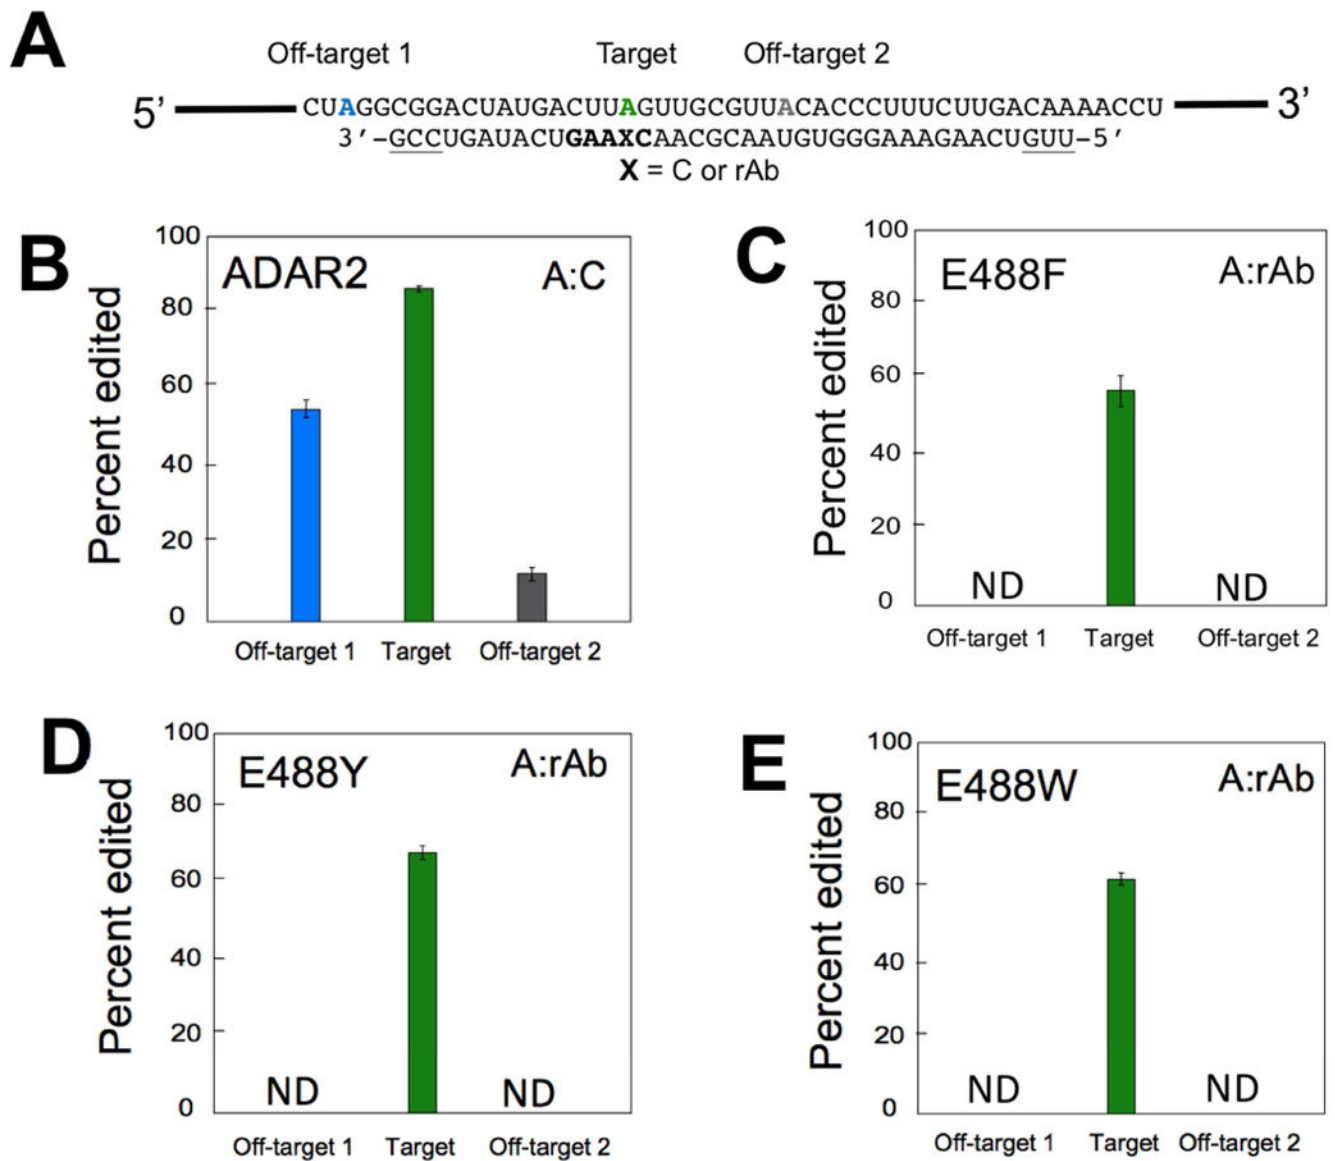 A
Off-target 1 Target Off-target 2
5’ CUAGGCGGACUAUGACUUAGUUGCGUUACACCCUUUCUUGACAAAACCU 3’
3’-GCCUGAUACUGAAXCAACGCAAUGUGGGAAAGAACUGUU-5’
X = C or rAb
B
ADAR2 A:C
Percent edited
100
80
60
40
20
0
Off-target 1 Target Off-target 2
C
E488F A:rAb
Percent edited
100
80
60
40
20
0
ND ND
Off-target 1 Target Off-target 2
D
E488Y A:rAb
Percent edited
100
80
60
40
20
0
ND ND
Off-target 1 Target Off-target 2
E
E488W A:rAb
Percent edited
100
80
60
40
20
0
ND ND
Off-target 1 Target Off-target 2